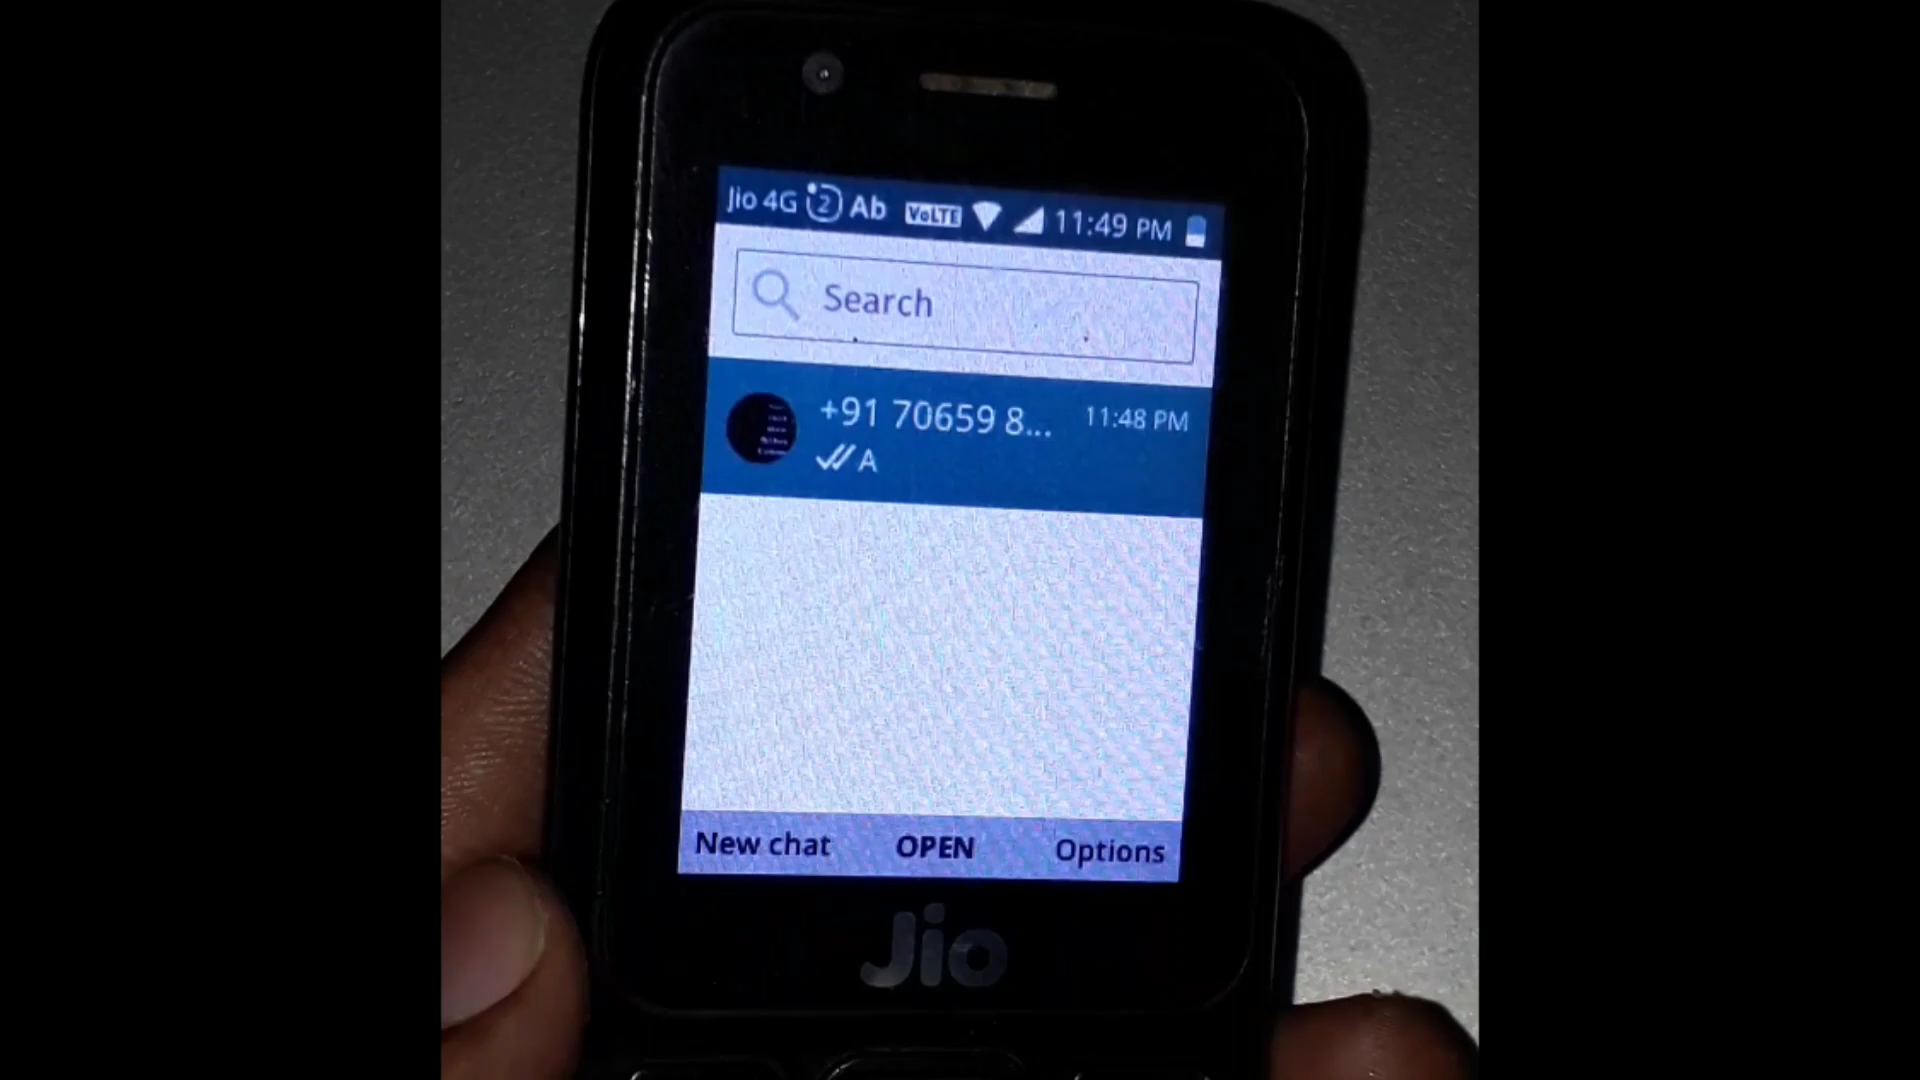 Jio 4G 2 Ab VoLTE 11:49 PM
Search
+91 70659 8... 11:48 PM
A
New chat OPEN Options
Jio